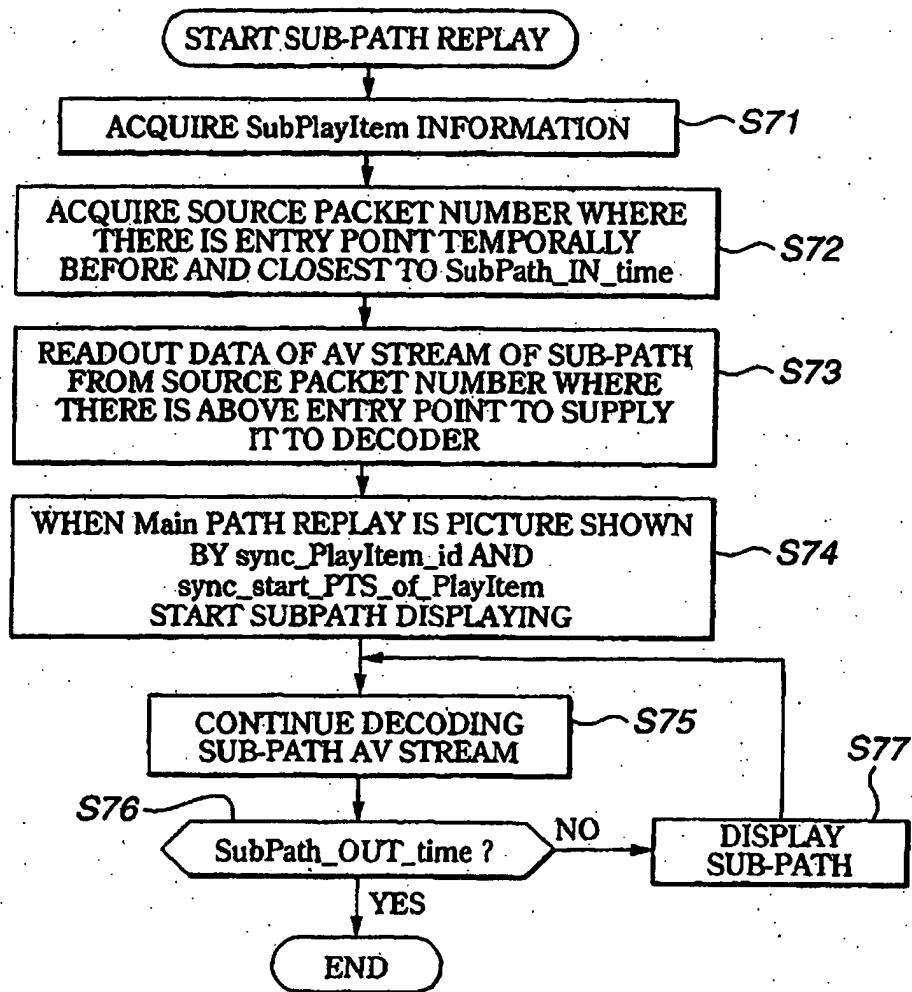 START SUB-PATH REPLAY
ACQUIRE SubPlayItem INFORMATION
S71
ACQUIRE SOURCE PACKET NUMBER WHERE
THERE IS ENTRY POINT TEMPORALLY
BEFORE AND CLOSEST TO SubPath_IN_time
S72
READOUT DATA OF AV STREAM OF SUB-PATH
FROM SOURCE PACKET NUMBER WHERE
THERE IS ABOVE ENTRY POINT TO SUPPLY
IT TO DECODER
S73
WHEN Main PATH REPLAY IS PICTURE SHOWN
BY sync_PlayItem_id AND
sync_start_PTS_of_PlayItem
START SUBPATH DISPLAYING
S74
CONTINUE DECODING
SUB-PATH AV STREAM
S75
S76
SubPath_OUT_time ?
NO
S77
DISPLAY
SUB-PATH
YES
END